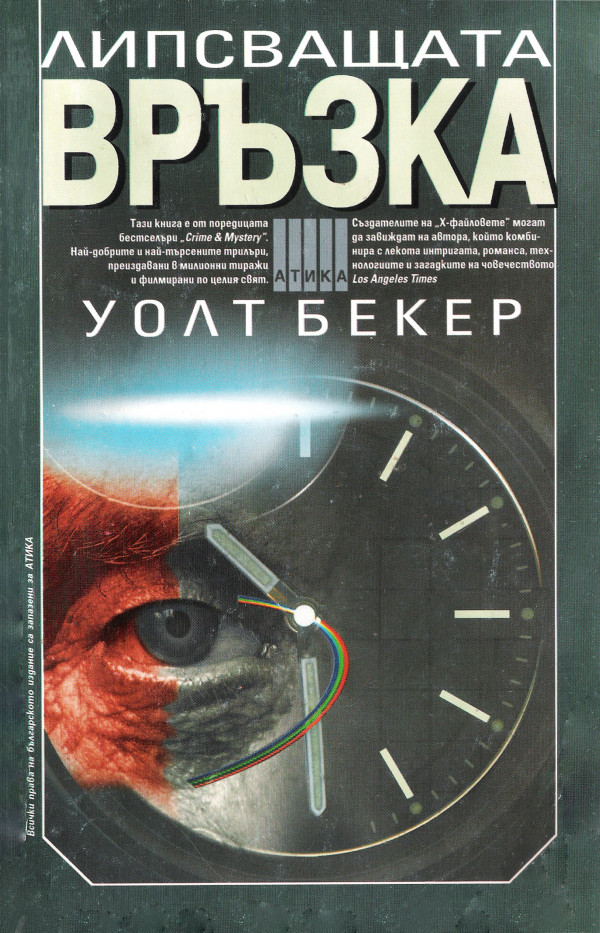 ЛИПСВАЩАТА
ВРЪЗКА
Тази книга е от поредицата
бестселъри „Crime & Mystery".
Най-добрите и най-търсените трилъри,
преиздавани в милионни тиражи
и филмирани по целия свят.
АТИКА
Създателите на „Х-файловете" могат
да завиждат на автора, който комби-
нира с лекота интригата, романса, тех-
нологиите и загадките на човечеството
Los Angeles Times
УОЛТ БЕКЕР
Всички права на българското издание са запазени за АТИКА